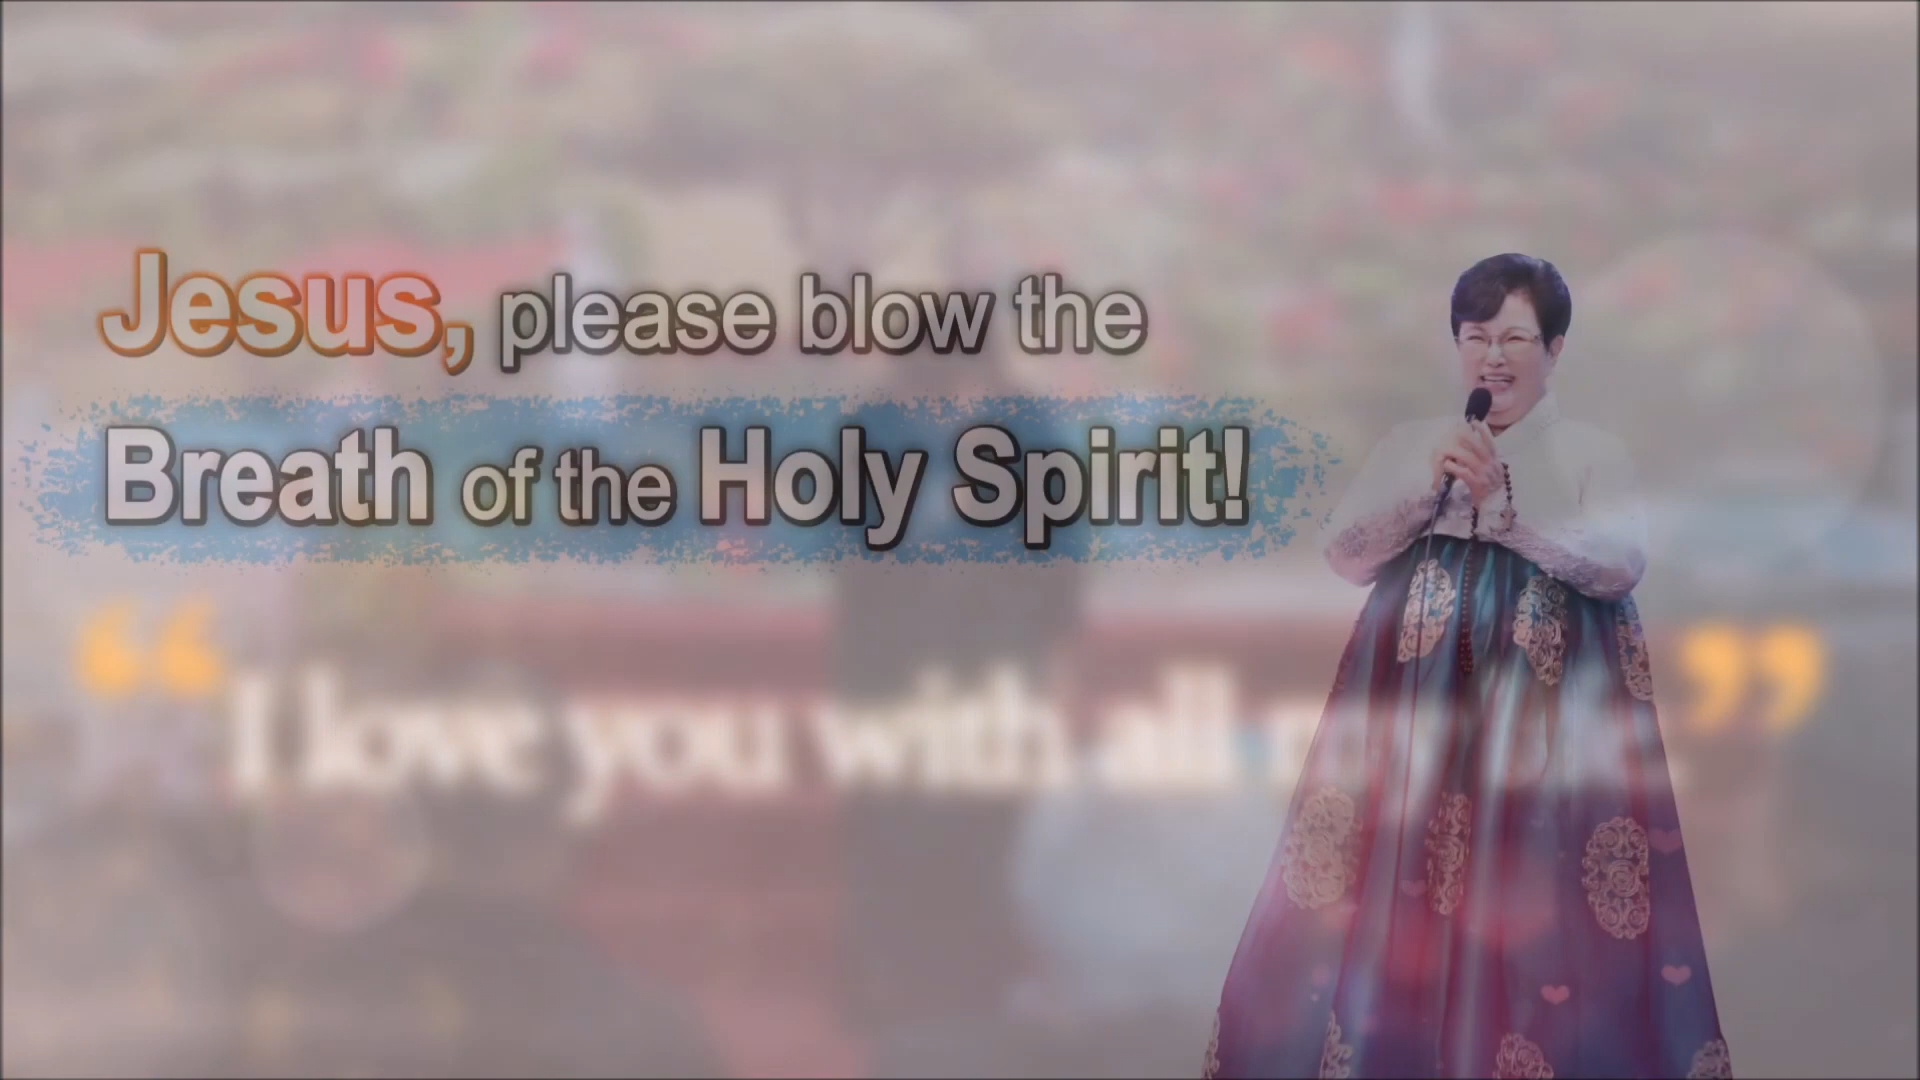 Jesus, please blow the
Breath of the Holy Spirit!
“I love you with all ”